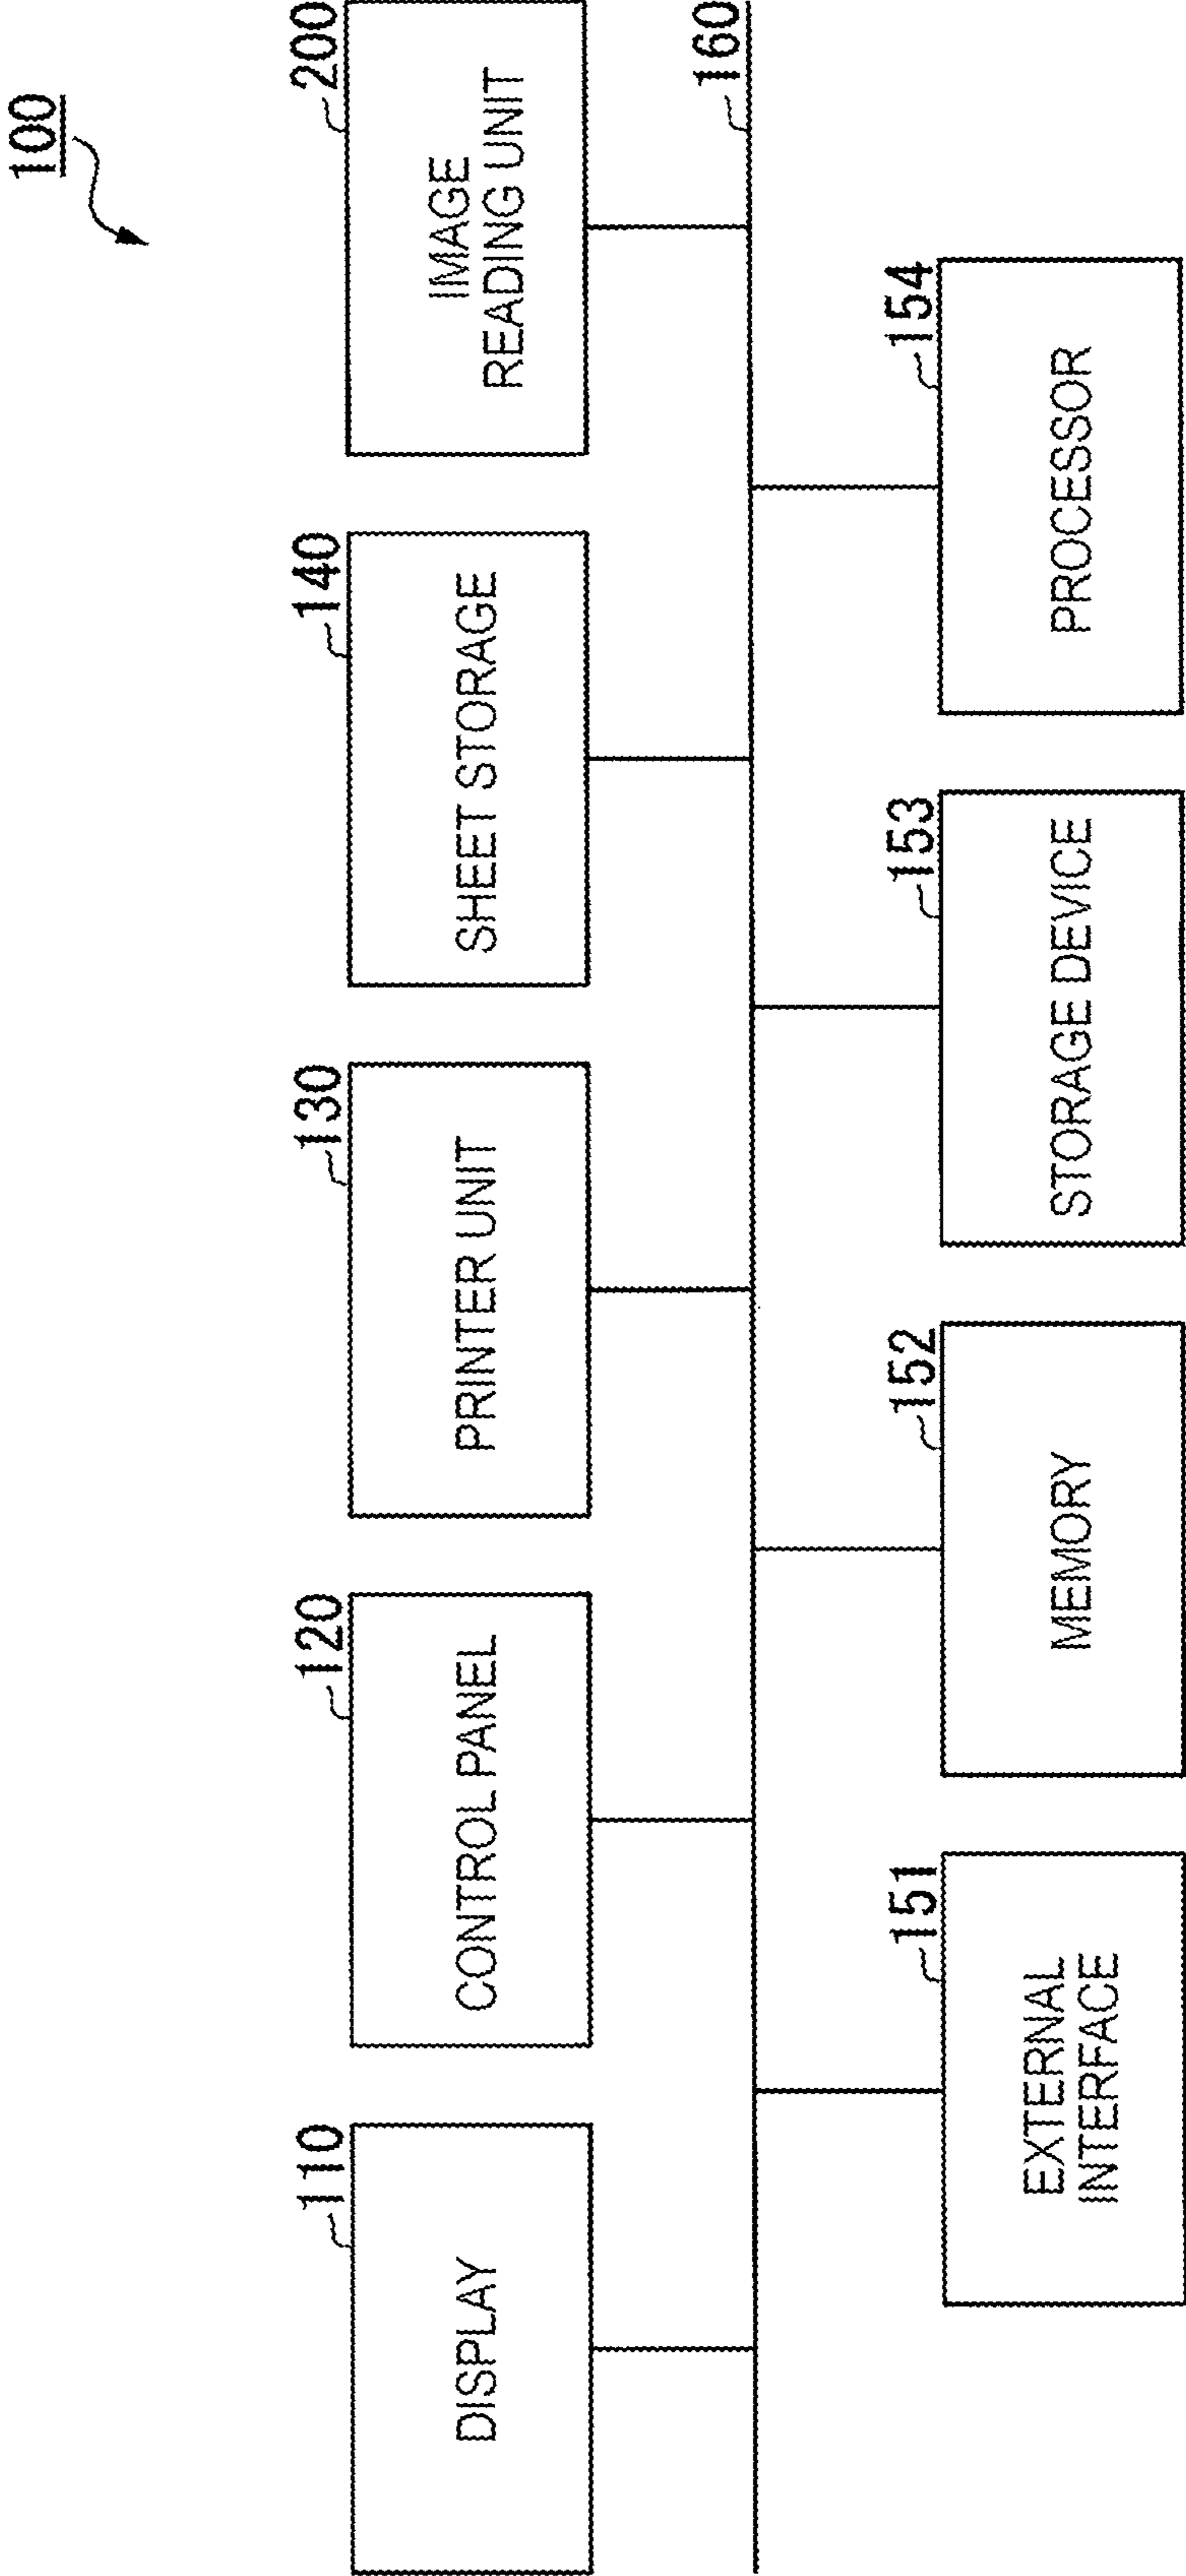 100
110
DISPLAY
120
CONTROL PANEL
130
PRINTER UNIT
140
SHEET STORAGE
200
IMAGE
READING UNIT
160
151
EXTERNAL
INTERFACE
152
MEMORY
153
STORAGE DEVICE
154
PROCESSOR